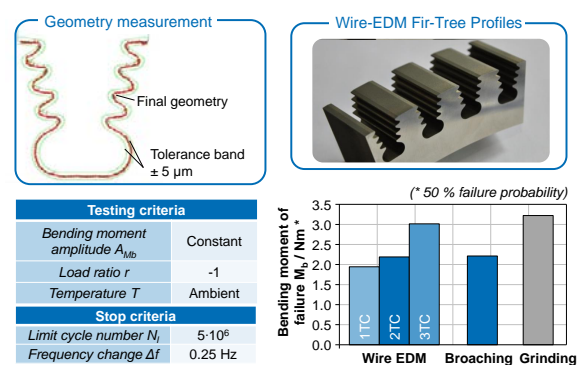 Geometry measurement
Final geometry
Tolerance band
± 5 µm
Wire-EDM Fir-Tree Profiles
Testing criteria
Bending moment
amplitude A_Mb
Constant
Load ratio r
-1
Temperature T
Ambient
Stop criteria
Limit cycle number N_l
5·10⁶
Frequency change Δf
0.25 Hz
(* 50 % failure probability)
Bending moment of
failure M_b / Nm *
3.5
3.0
2.5
2.0
1.5
1.0
0.5
0.0
1TC
2TC
3TC
Wire EDM
Broaching
Grinding